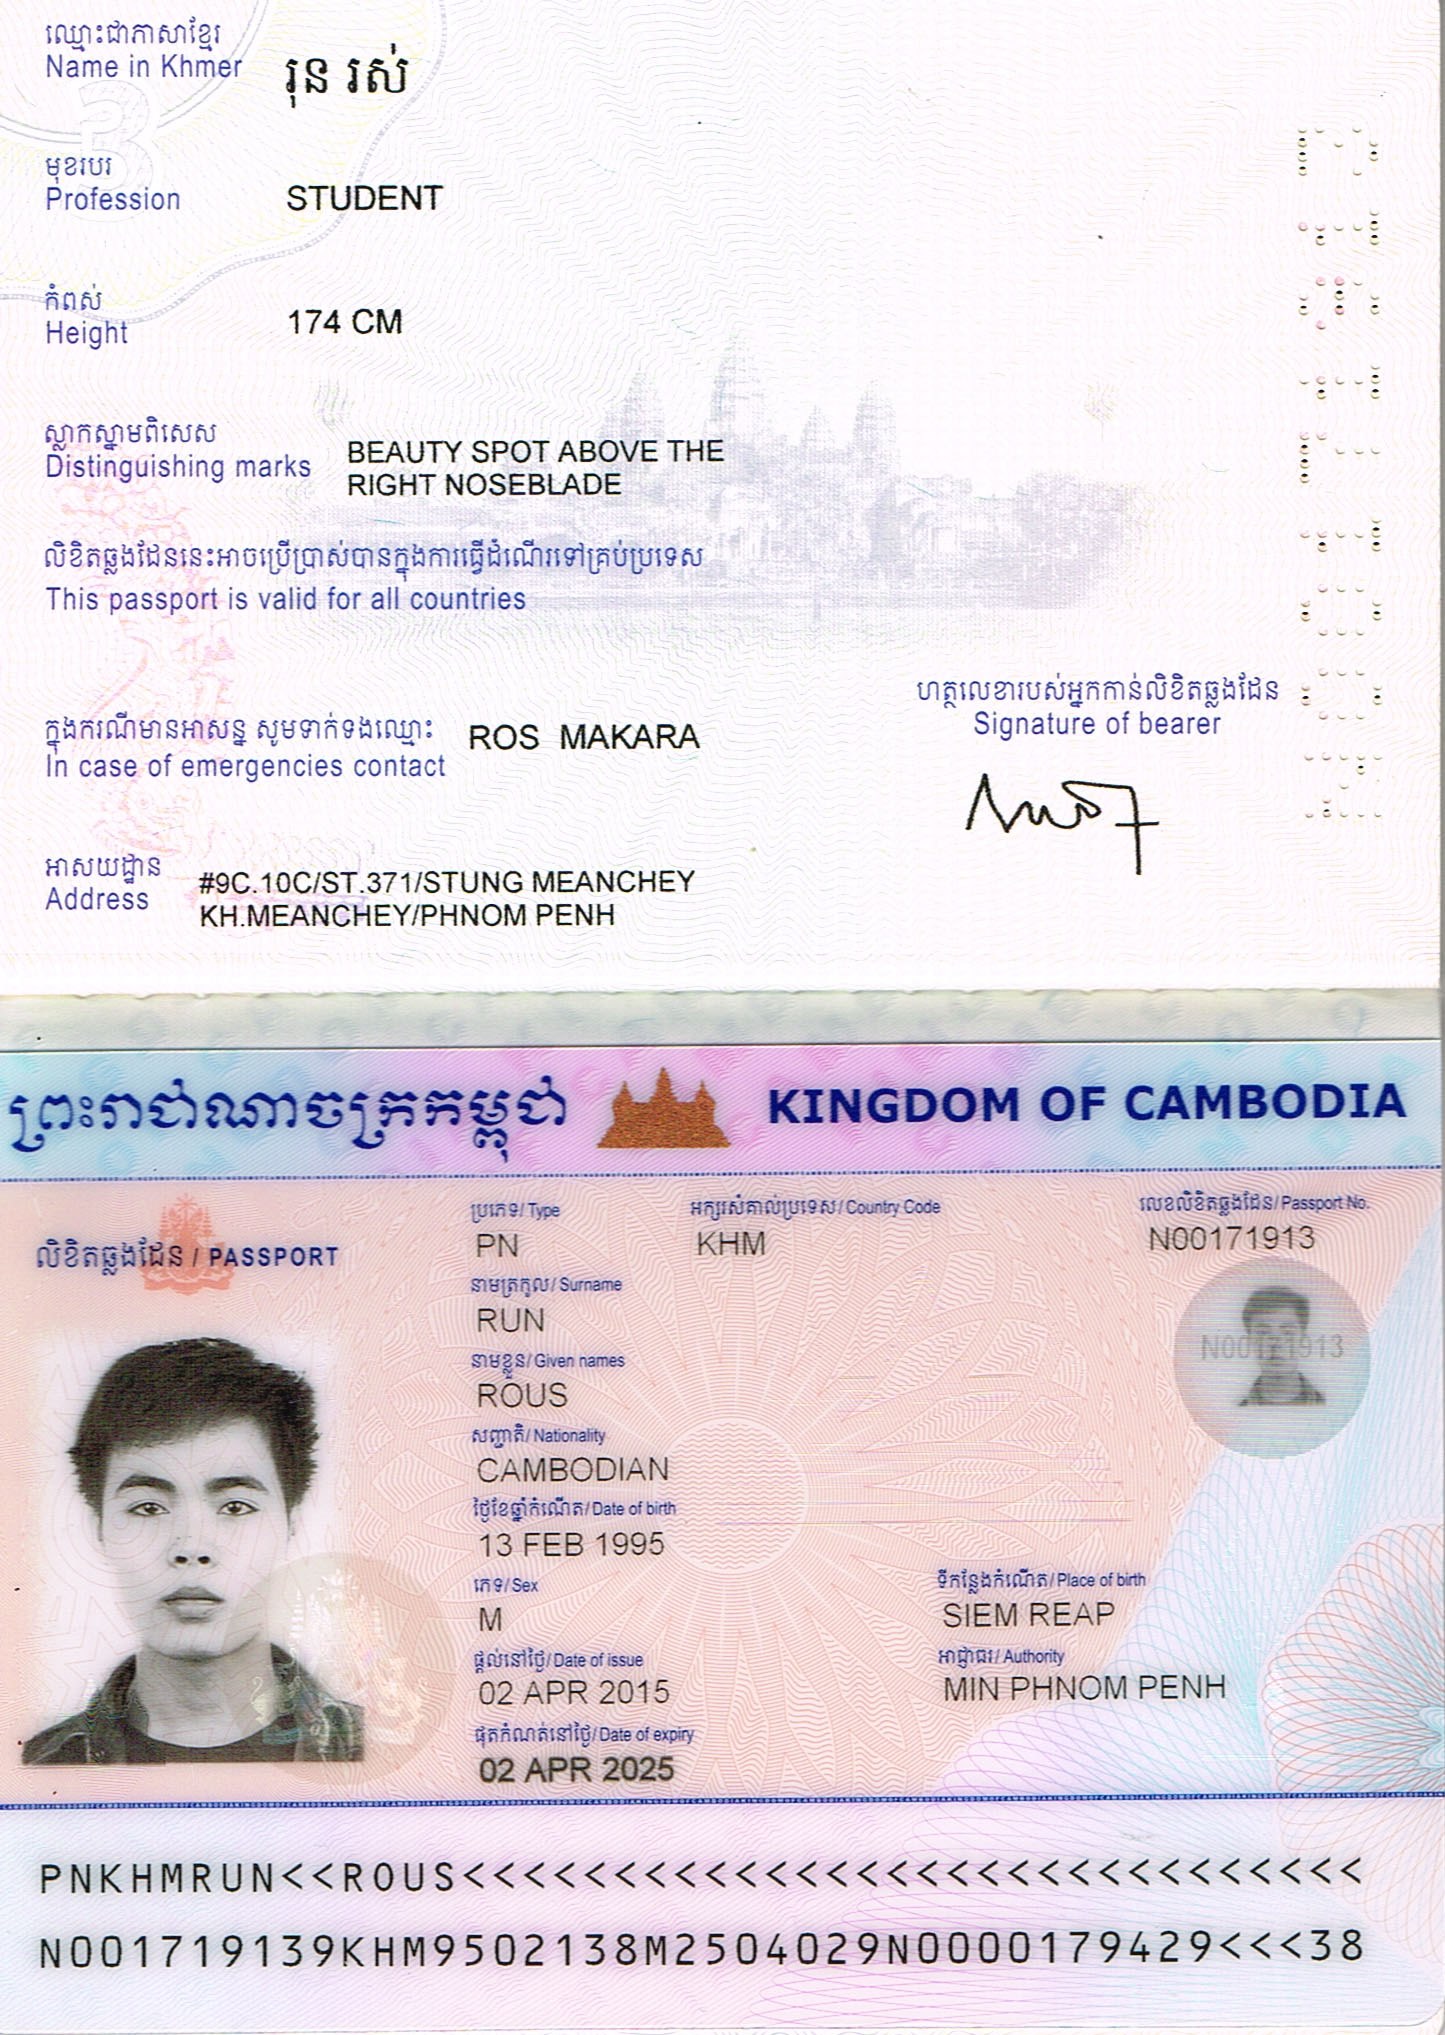 ឈ្មោះជាភាសាខ្មែរ
Name in Khmer
រុន រស់
មុខរបរ
Profession
STUDENT
កំពស់
Height
174 CM
ស្លាកស្នាមពិសេស
Distinguishing marks
BEAUTY SPOT ABOVE THE
RIGHT NOSEBLADE
លិខិតឆ្លងដែននេះអាចប្រើប្រាស់បានក្នុងការធ្វើដំណើរទៅគ្រប់ប្រទេស
This passport is valid for all countries
ហត្ថលេខារបស់អ្នកកាន់លិខិតឆ្លងដែន
Signature of bearer
ក្នុងករណីមានអាសន្ន សូមទាក់ទងឈ្មោះ
In case of emergencies contact
ROS MAKARA
អាសយដ្ឋាន
Address
#9C.10C/ST.371/STUNG MEANCHEY
KH.MEANCHEY/PHNOM PENH
ព្រះរាជាណាចក្រកម្ពុជា
KINGDOM OF CAMBODIA
លិខិតឆ្លងដែន / PASSPORT
ប្រភេទ/ Type
PN
អក្សរសំគាល់ប្រទេស/ Country Code
KHM
លេខលិខិតឆ្លងដែន/ Passport No.
N00171913
នាមត្រកូល/ Surname
RUN
នាមខ្លួន/ Given names
ROUS
N00171913
សញ្ជាតិ/ Nationality
CAMBODIAN
ថ្ងៃខែឆ្នាំកំណើត/ Date of birth
13 FEB 1995
ភេទ/ Sex
M
ទីកន្លែងកំណើត/ Place of birth
SIEM REAP
ផ្តល់នៅថ្ងៃ/ Date of issue
02 APR 2015
អាជ្ញាធរ/ Authority
MIN PHNOM PENH
ផុតកំណត់នៅថ្ងៃ/ Date of expiry
02 APR 2025
PNKHMRUN<<ROUS<<<<<<<<<<<<<<<<<<<<<<<<<<<<<<
N001719139KHM9502138M2504029N0000179429<<<38